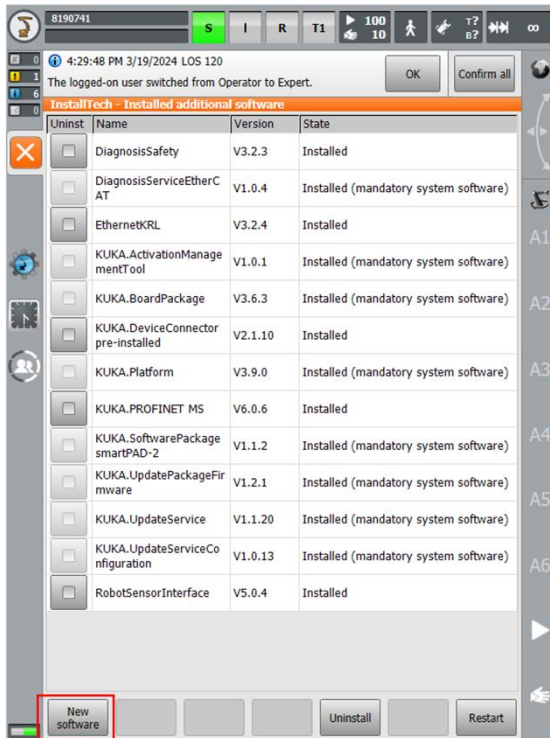 8190741
S I R T1 100 10 T? B? ∞
0
1
6
0
4:29:48 PM 3/19/2024 LOS 120
The logged-on user switched from Operator to Expert.
OK
Confirm all
InstallTech - Installed additional software
Uninst Name Version State
DiagnosisSafety V3.2.3 Installed
DiagnosisServiceEtherC
AT V1.0.4 Installed (mandatory system software)
EthernetKRL V3.2.4 Installed
KUKA.ActivationManage
mentTool V1.0.1 Installed (mandatory system software)
KUKA.BoardPackage V3.6.3 Installed (mandatory system software)
KUKA.DeviceConnector
pre-installed V2.1.10 Installed
KUKA.Platform V3.9.0 Installed (mandatory system software)
KUKA.PROFINET MS V6.0.6 Installed
KUKA.SoftwarePackage
smartPAD-2 V1.1.2 Installed (mandatory system software)
KUKA.UpdatePackageFir
mware V1.2.1 Installed (mandatory system software)
KUKA.UpdateService V1.1.20 Installed (mandatory system software)
KUKA.UpdateServiceCo
nfiguration V1.0.13 Installed (mandatory system software)
RobotSensorInterface V5.0.4 Installed
A1
A2
A3
A4
A5
A6
New
software
Uninstall
Restart